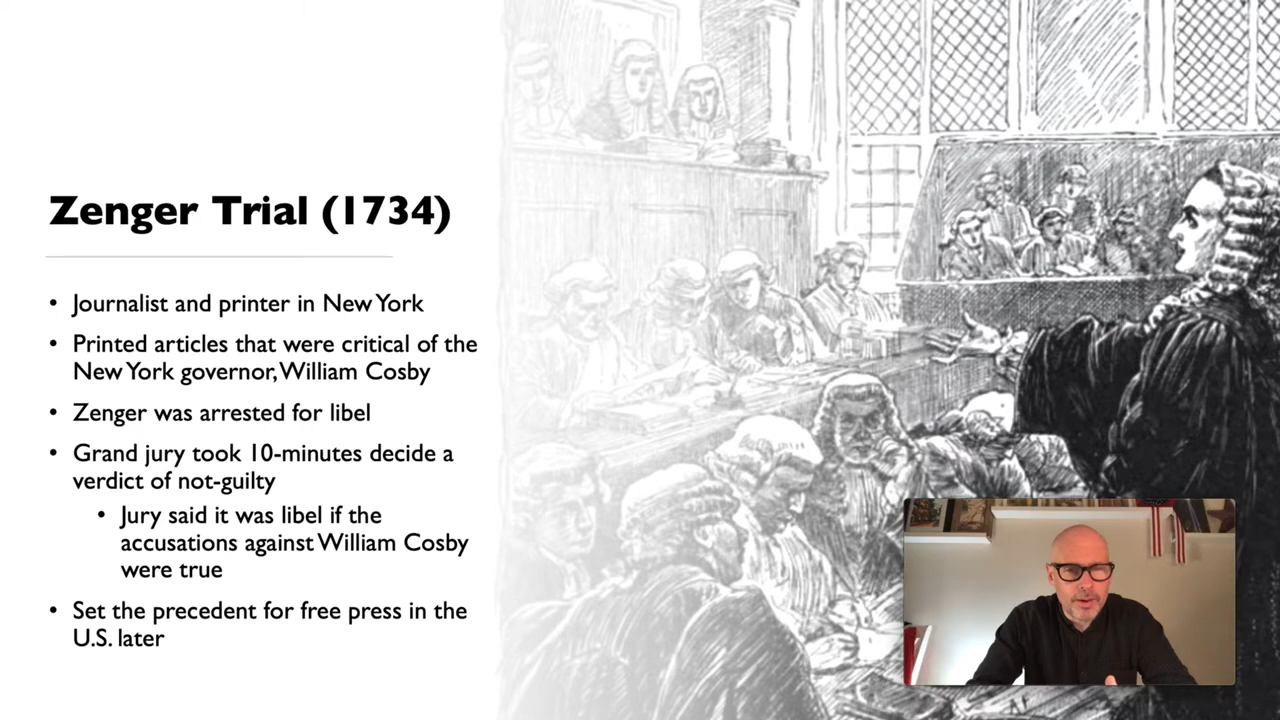 Zenger Trial (1734)
• Journalist and printer in New York
• Printed articles that were critical of the
New York governor, William Cosby
• Zenger was arrested for libel
• Grand jury took 10-minutes decide a
verdict of not-guilty
• Jury said it was libel if the
accusations against William Cosby
were true
• Set the precedent for free press in the
U.S. later